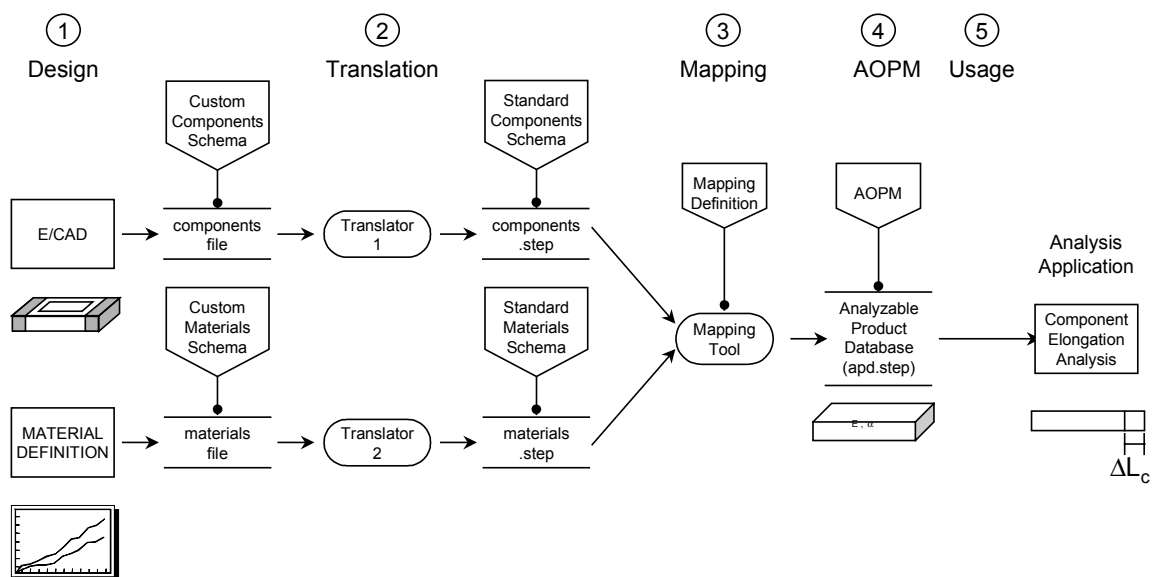 1
2
3
4
5
Design
Translation
Mapping
AOPM
Usage
Custom
Components
Schema
Standard
Components
Schema
Mapping
Definition
AOPM
E/CAD
components
file
Translator
1
components
.step
Analysis
Application
Custom
Materials
Schema
Standard
Materials
Schema
Mapping
Tool
Analyzable
Product
Database
(apd.step)
Component
Elongation
Analysis
MATERIAL
DEFINITION
materials
file
Translator
2
materials
.step
E , α
ΔLc